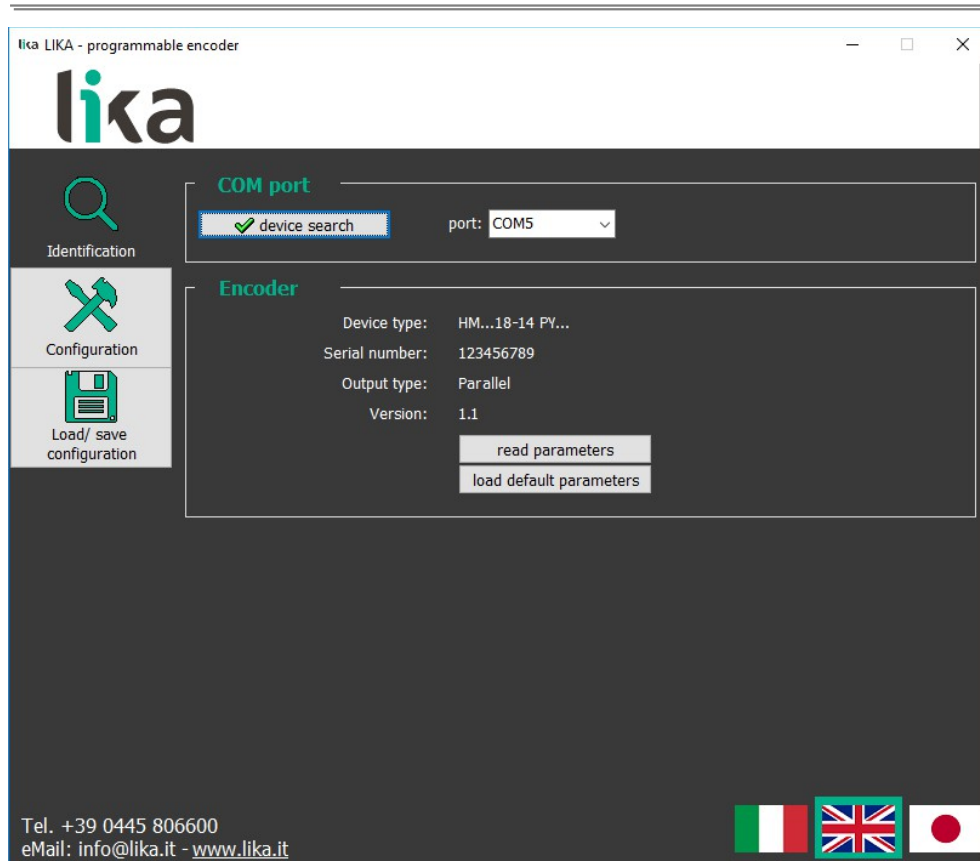 lika LIKA - programmable encoder
lika
Identification
Configuration
Load/ save
configuration
COM port
device search
port: COM5
Encoder
Device type: HM...18-14 PY...
Serial number: 123456789
Output type: Parallel
Version: 1.1
read parameters
load default parameters
Tel. +39 0445 806600
eMail: info@lika.it - www.lika.it